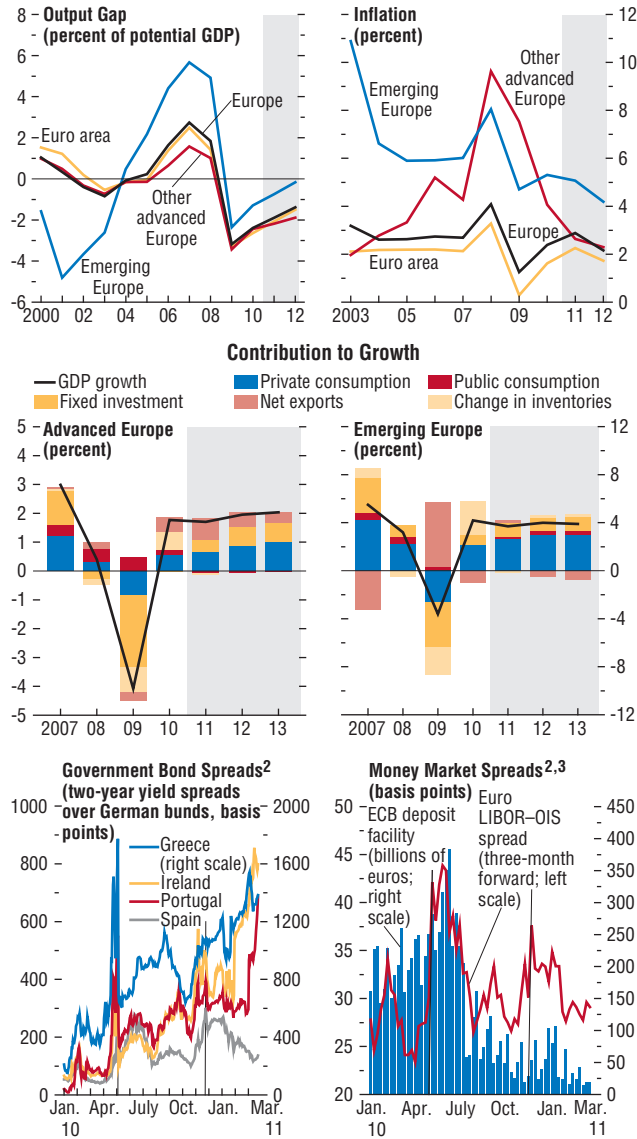 Output Gap
(percent of potential GDP)
8
6
4
2
0
-2
-4
-6
2000 02 04 06 08 10 12
Euro area
Europe
Other
advanced
Europe
Emerging
Europe
Inflation
(percent)
12
10
8
6
4
2
0
2003 05 07 09 11 12
Emerging
Europe
Other
advanced
Europe
Europe
Euro area
Contribution to Growth
GDP growth
Private consumption
Public consumption
Fixed investment
Net exports
Change in inventories
Advanced Europe
(percent)
5
4
3
2
1
0
-1
-2
-3
-4
-5
2007 08 09 10 11 12 13
Emerging Europe
(percent)
12
8
4
0
-4
-8
-12
2007 08 09 10 11 12 13
Government Bond Spreads²
(two-year yield spreads
over German bunds, basis
points)
1000
800
600
400
200
0
2000
1600
1200
800
400
0
Greece
(right scale)
Ireland
Portugal
Spain
Jan. Apr. July Oct. Jan. Mar.
10 11
Money Market Spreads²,³
(basis points)
50
45
40
35
30
25
20
450
400
350
300
250
200
150
100
50
0
ECB deposit
facility
(billions of
euros;
right
scale)
Euro
LIBOR–OIS
spread
(three-month
forward; left
scale)
Jan. Apr. July Oct. Jan. Mar.
10 11